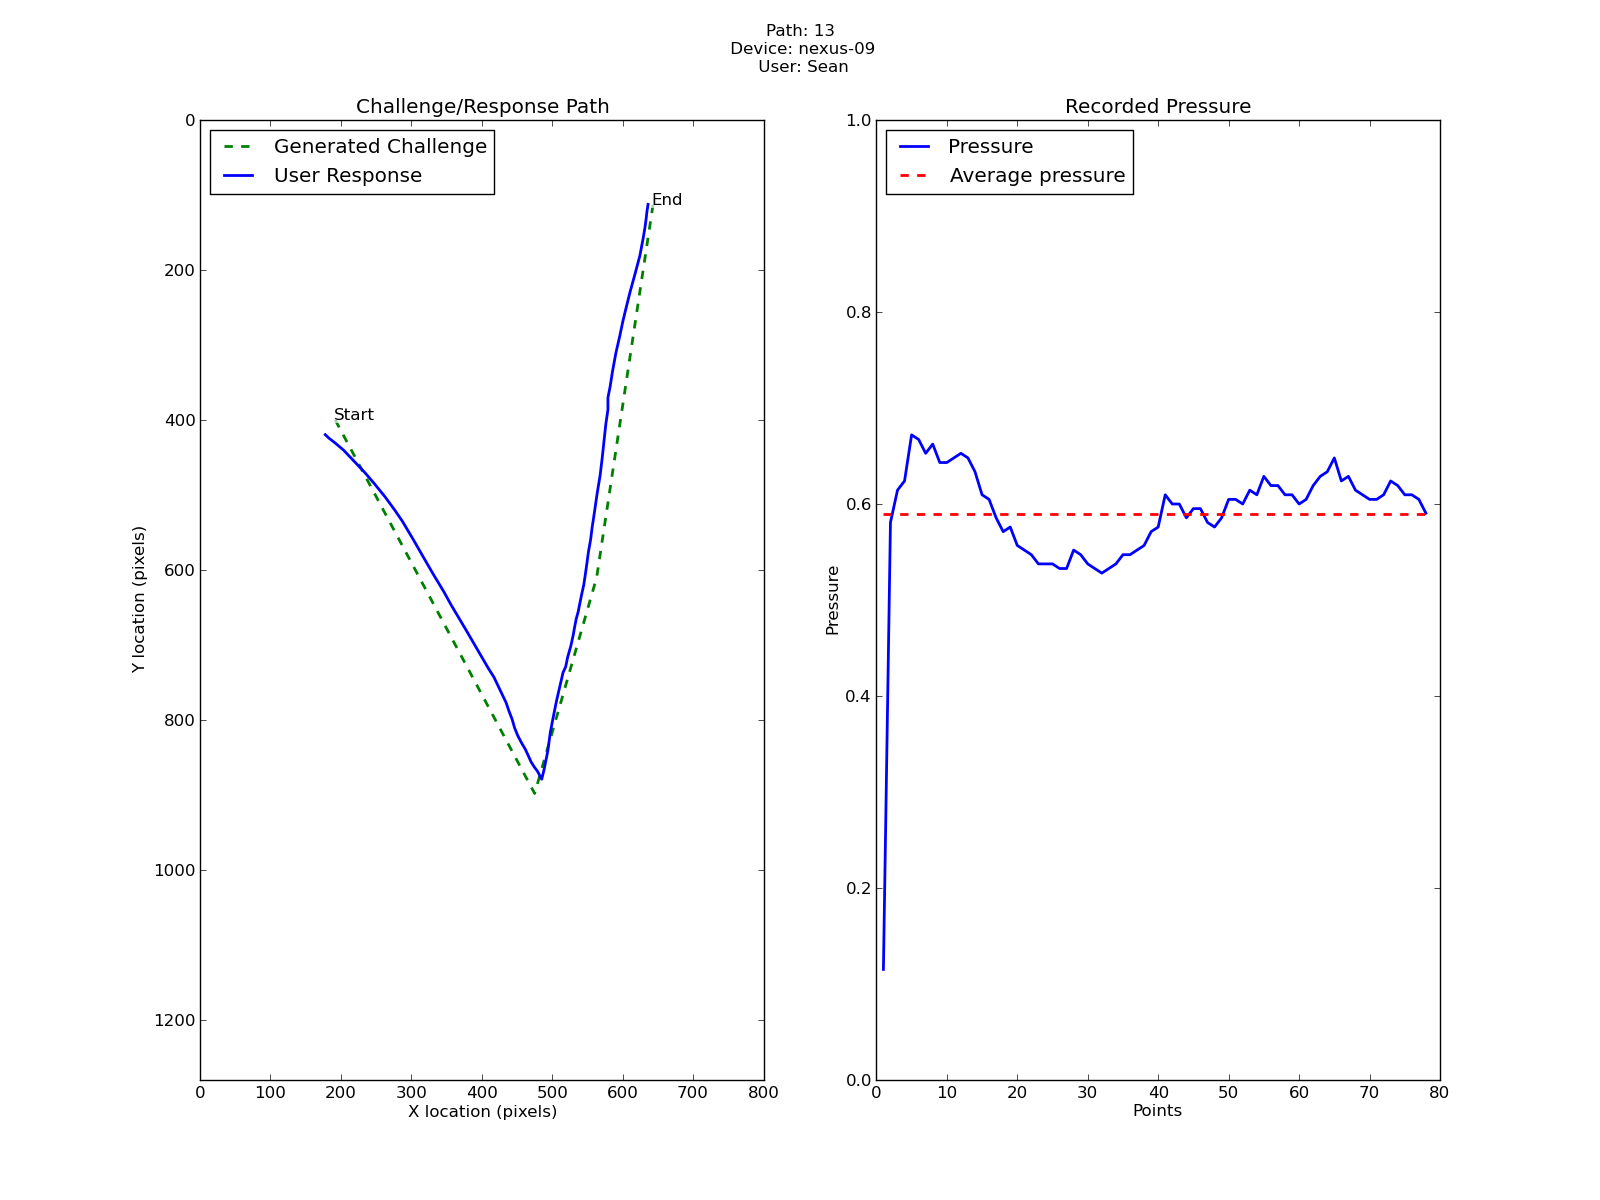 Path: 13
Device: nexus-09
User: Sean
Challenge/Response Path
Generated Challenge
User Response
End
Start
0
200
400
600
800
1000
1200
Y location (pixels)
0 100 200 300 400 500 600 700 800
X location (pixels)
Recorded Pressure
Pressure
Average pressure
1.0
0.8
0.6
0.4
0.2
0.0
Pressure
0 10 20 30 40 50 60 70 80
Points